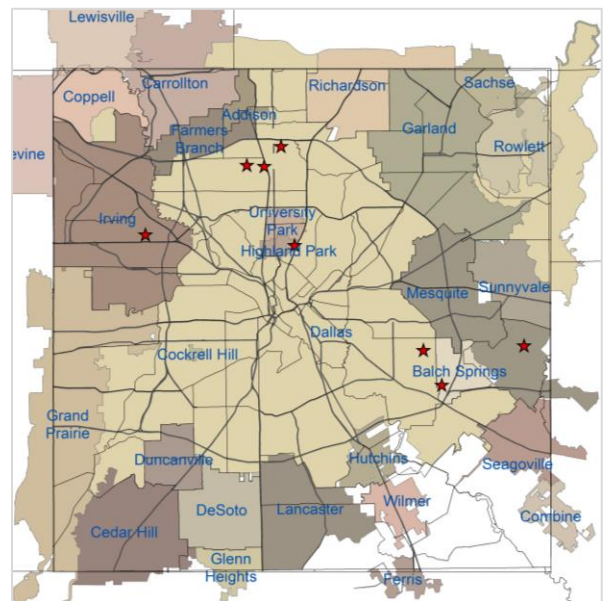 Lewisville
Coppell
Carrollton
Richardson
Sachse
Addison
Farmers
Branch
Garland
Rowlett
evine
Irving
University
Park
Highland Park
Mesquite
Sunnyvale
Dallas
Cockrell Hill
Balch Springs
Grand
Prairie
Duncanville
Hutchins
Seagoville
DeSoto
Lancaster
Wilmer
Combine
Cedar Hill
Glenn
Heights
Ferris